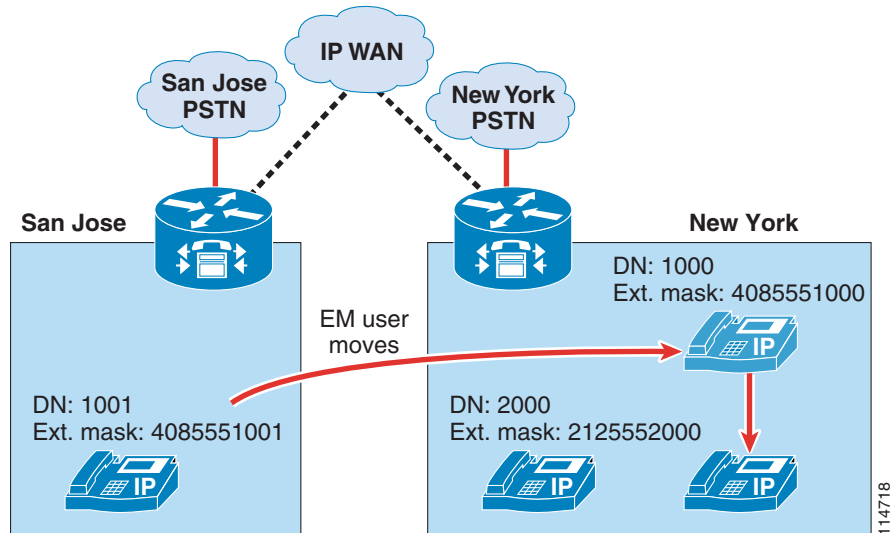 IP WAN
San Jose
PSTN
New York
PSTN
San Jose
New York
DN: 1000
Ext. mask: 4085551000
IP
EM user
moves
DN: 1001
Ext. mask: 4085551001
IP
DN: 2000
Ext. mask: 2125552000
IP
IP
114718